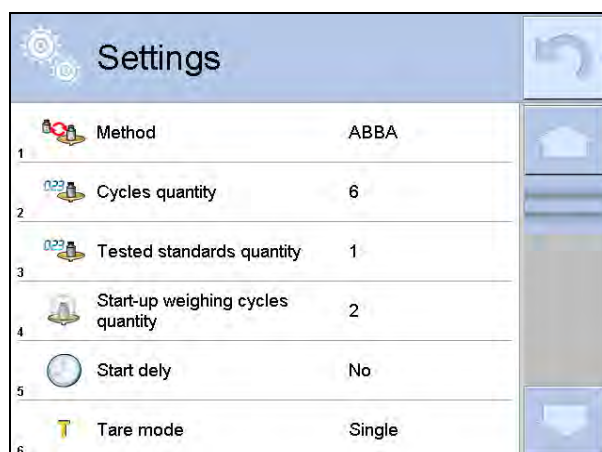 Settings
1 Method ABBA
2 Cycles quantity 6
3 Tested standards quantity 1
4 Start-up weighing cycles quantity 2
5 Start dely No
6 Tare mode Single